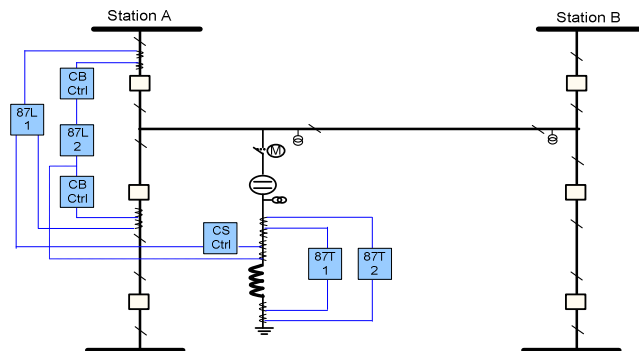 Station A
Station B
CB
Ctrl
87L
1
87L
2
M
CB
Ctrl
CS
Ctrl
87T
1
87T
2